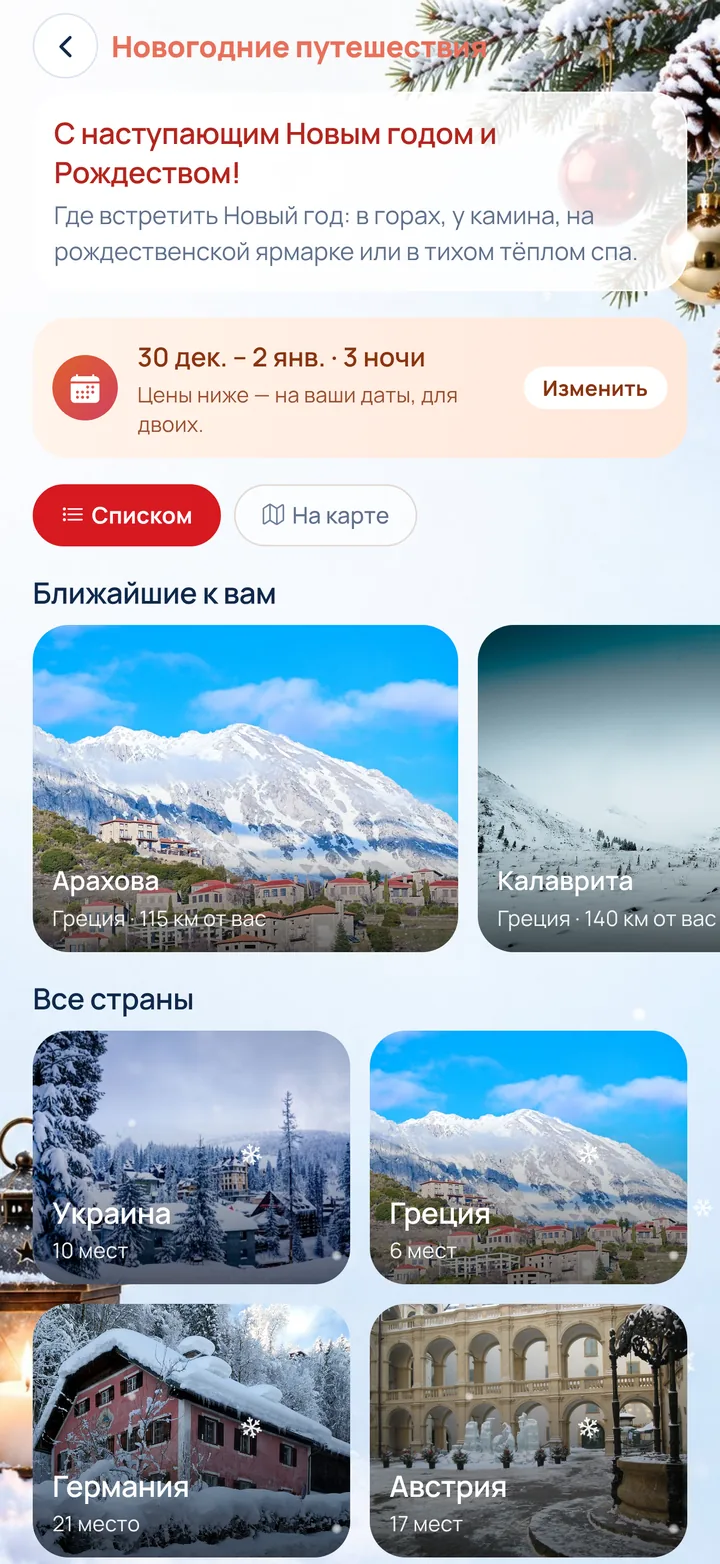 Новогодние путешествия
С наступающим Новым годом и
Рождеством!
Где встретить Новый год: в горах, у камина, на
рождественской ярмарке или в тихом тёплом спа.
30 дек. – 2 янв. · 3 ночи
Цены ниже — на ваши даты, для
двоих.
Изменить
Списком
На карте
Ближайшие к вам
Арахова
Греция · 115 км от вас
Калаврита
Греция · 140 км от вас
Все страны
Украина
10 мест
Греция
6 мест
Германия
21 место
Австрия
17 мест